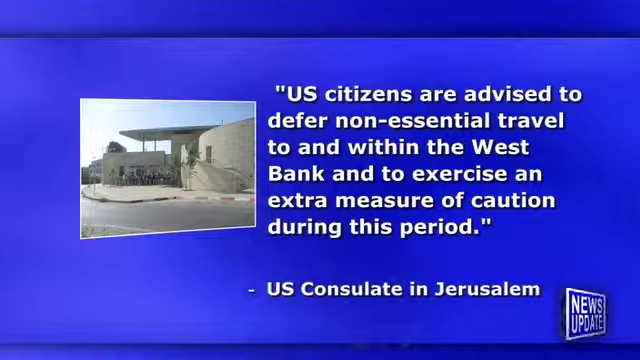 "US citizens are advised to
defer non-essential travel
to and within the West
Bank and to exercise an
extra measure of caution
during this period."
- US Consulate in Jerusalem
NEWS
UPDATE